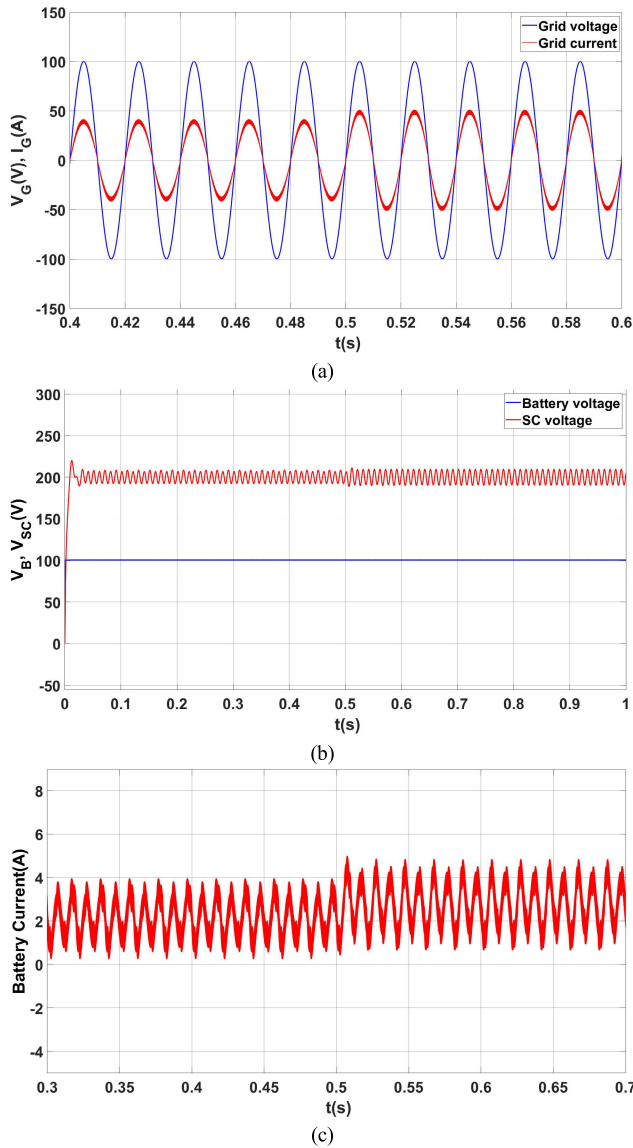 150
100
50
0
-50
-100
-150
V_G(V), I_G(A)
Grid voltage
Grid current
0.4 0.42 0.44 0.46 0.48 0.5 0.52 0.54 0.56 0.58 0.6
t(s)
(a)
300
250
200
150
100
50
0
-50
V_B, V_SC(V)
Battery voltage
SC voltage
0 0.1 0.2 0.3 0.4 0.5 0.6 0.7 0.8 0.9 1
t(s)
(b)
8
6
4
2
0
-2
-4
Battery Current(A)
0.3 0.35 0.4 0.45 0.5 0.55 0.6 0.65 0.7
t(s)
(c)